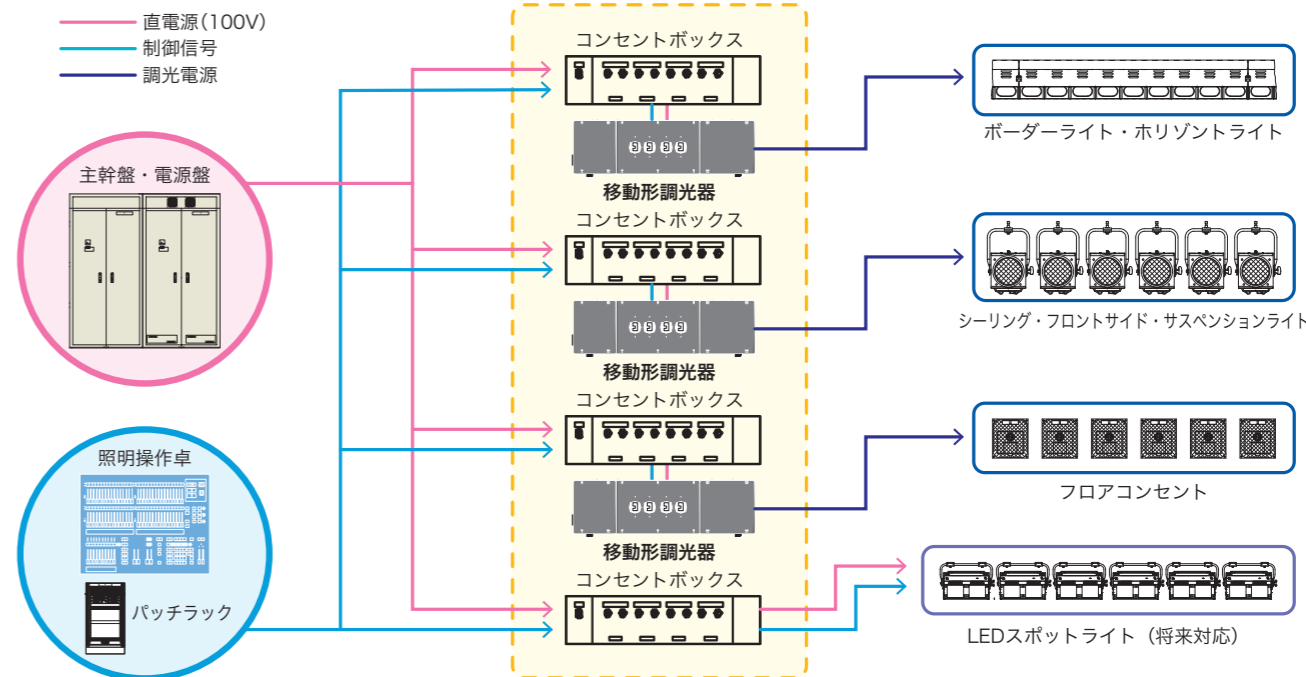 直電源(100V)
制御信号
調光電源
主幹盤・電源盤
照明操作卓
パッチラック
コンセントボックス
移動形調光器
コンセントボックス
移動形調光器
コンセントボックス
移動形調光器
コンセントボックス
ボーダーライト・ホリゾントライト
シーリング・フロントサイド・サスペンションライト
フロアコンセント
LEDスポットライト（将来対応）